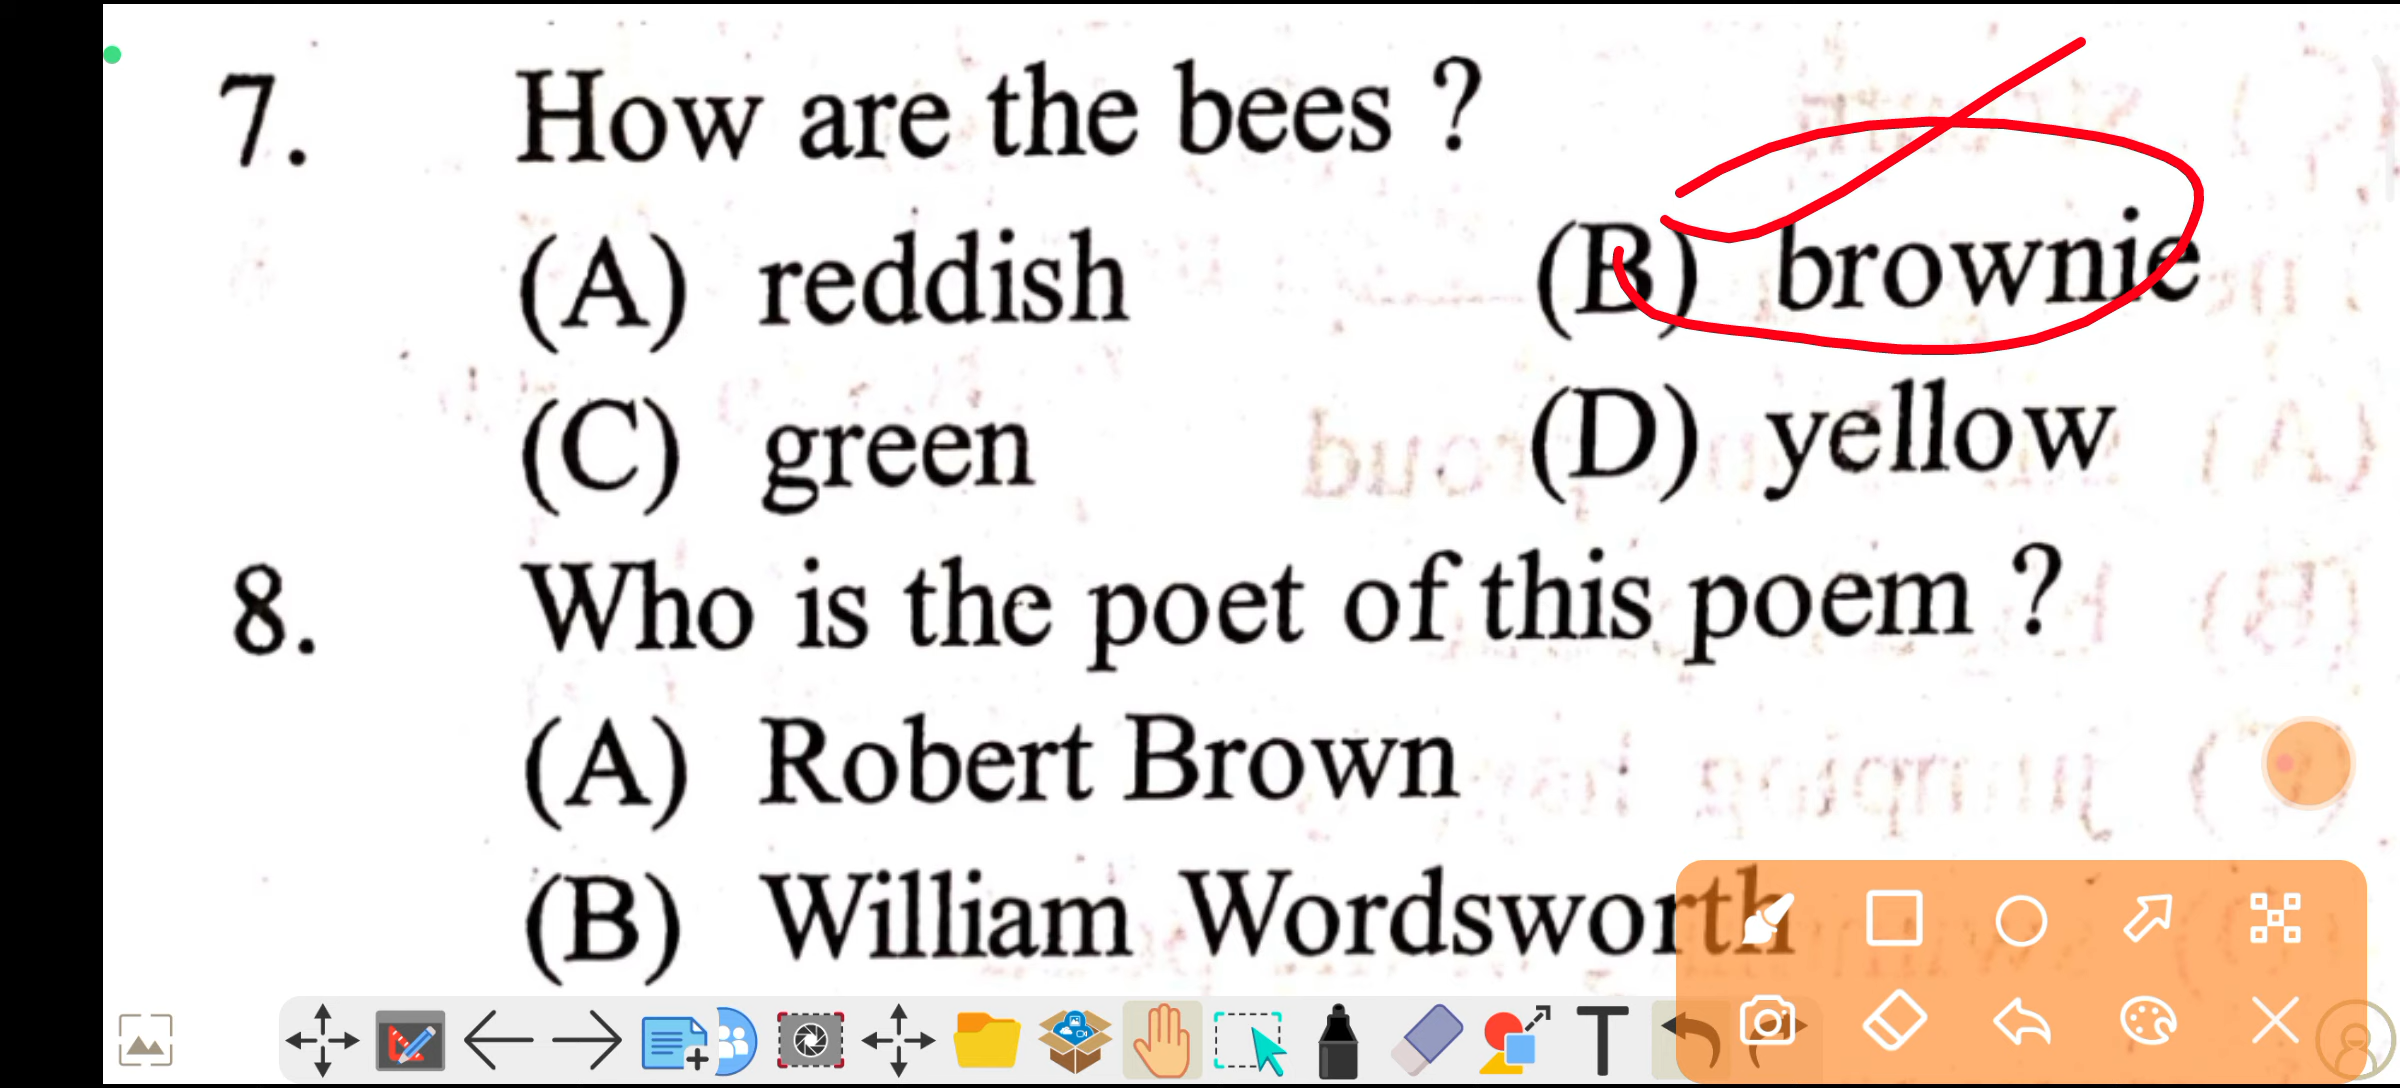 7. How are the bees ?
(A) reddish (B) brownie
(C) green (D) yellow
8. Who is the poet of this poem ?
(A) Robert Brown
(B) William Wordsworth